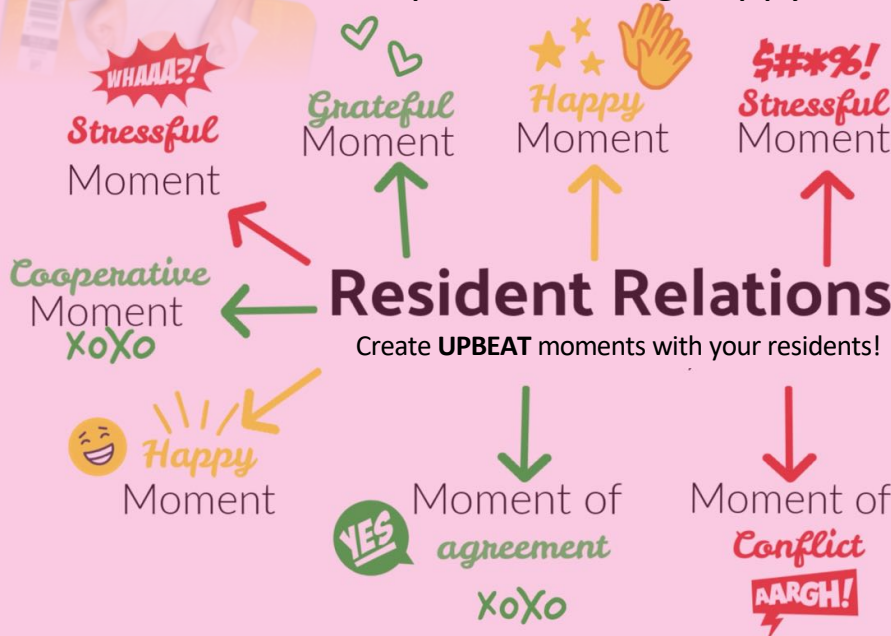 WHAAA?!
Stressful
Moment
Grateful
Moment
Happy
Moment
$#*%!
Stressful
Moment
Cooperative
Moment
XOXO
Resident Relations
Create UPBEAT moments with your residents!
Happy
Moment
YES
Moment of
agreement
XOXO
Moment of
Conflict
AARGH!